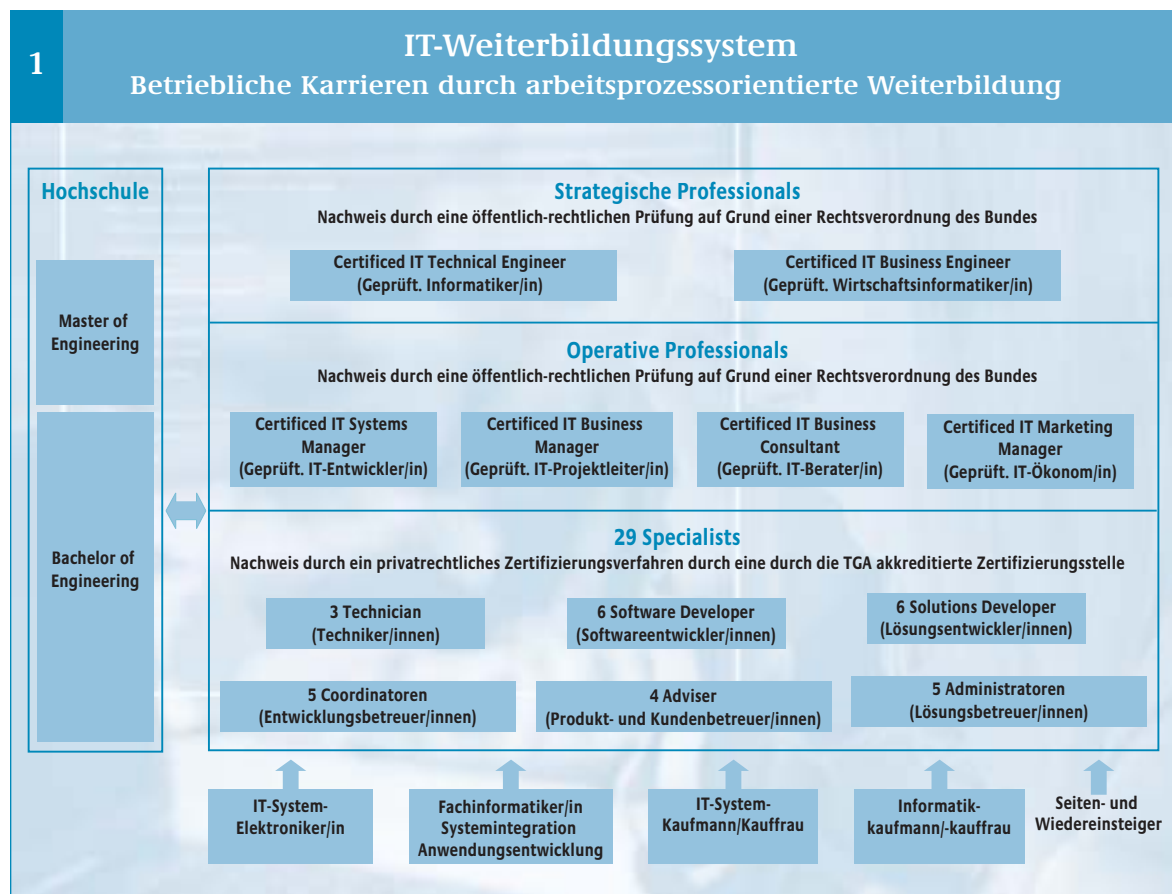 1
IT-Weiterbildungssystem
Betriebliche Karrieren durch arbeitsprozessorientierte Weiterbildung
Hochschule
Master of
Engineering
Bachelor of
Engineering
Strategische Professionals
Nachweis durch eine öffentlich-rechtlichen Prüfung auf Grund einer Rechtsverordnung des Bundes
Certificed IT Technical Engineer
(Geprüft. Informatiker/in)
Certificed IT Business Engineer
(Geprüft. Wirtschaftsinformatiker/in)
Operative Professionals
Nachweis durch eine öffentlich-rechtlichen Prüfung auf Grund einer Rechtsverordnung des Bundes
Certificed IT Systems
Manager
(Geprüft. IT-Entwickler/in)
Certificed IT Business
Manager
(Geprüft. IT-Projektleiter/in)
Certificed IT Business
Consultant
(Geprüft. IT-Berater/in)
Certificed IT Marketing
Manager
(Geprüft. IT-Ökonom/in)
29 Specialists
Nachweis durch ein privatrechtliches Zertifizierungsverfahren durch eine durch die TGA akkreditierte Zertifizierungsstelle
3 Technician
(Techniker/innen)
6 Software Developer
(Softwareentwickler/innen)
6 Solutions Developer
(Lösungsentwickler/innen)
5 Coordinatoren
(Entwicklungsbetreuer/innen)
4 Adviser
(Produkt- und Kundenbetreuer/innen)
5 Administratoren
(Lösungsbetreuer/innen)
IT-System-
Elektroniker/in
Fachinformatiker/in
Systemintegration
Anwendungsentwicklung
IT-System-
Kaufmann/Kauffrau
Informatik-
kaufmann/-kauffrau
Seiten- und
Wiedereinsteiger